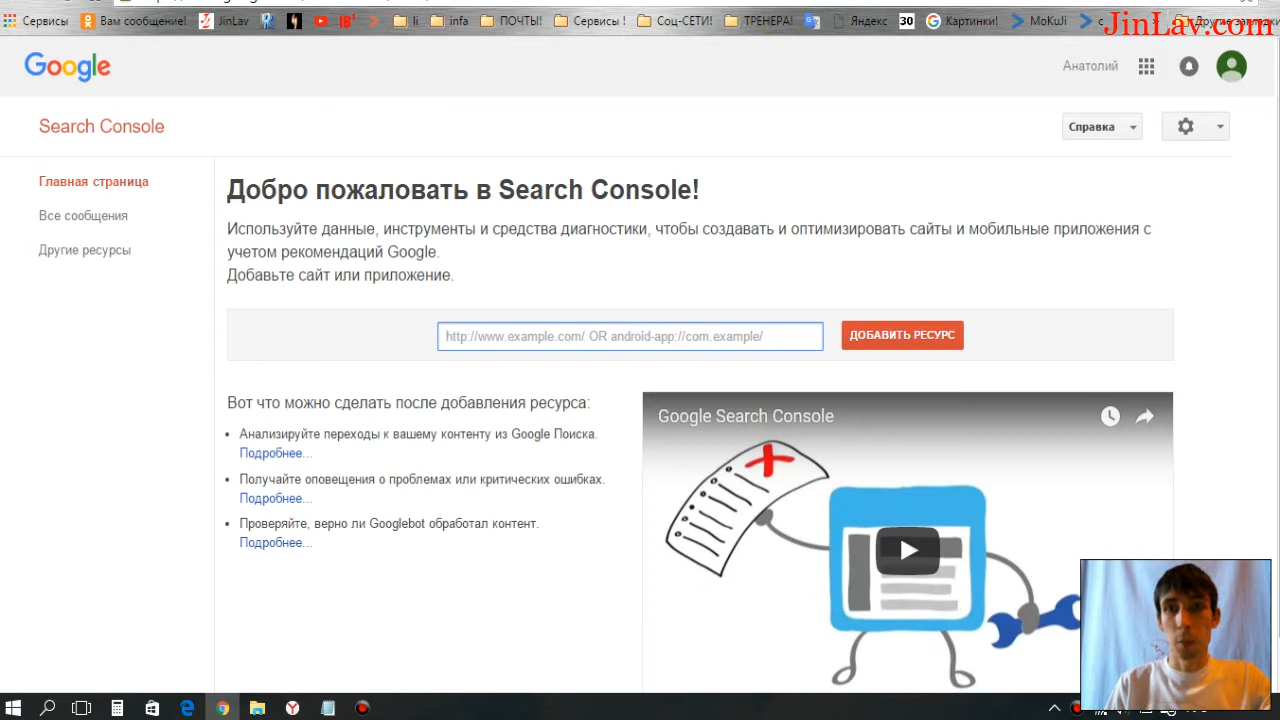 Сервисы Вам сообщение! JinLav li infa ПОЧТЫ! Сервисы ! Соц-СЕТИ! ТРЕНЕРА! Яндекс 30 Картинки! MoKuJi с Другие закладки
JinLav.com
Google
Анатолий
Search Console
Справка
Главная страница
Все сообщения
Другие ресурсы
Добро пожаловать в Search Console!
Используйте данные, инструменты и средства диагностики, чтобы создавать и оптимизировать сайты и мобильные приложения с
учетом рекомендаций Google.
Добавьте сайт или приложение.
http://www.example.com/ OR android-app://com.example/
ДОБАВИТЬ РЕСУРС
Вот что можно сделать после добавления ресурса:
Анализируйте переходы к вашему контенту из Google Поиска.
Подробнее...
Получайте оповещения о проблемах или критических ошибках.
Подробнее...
Проверяйте, верно ли Googlebot обработал контент.
Подробнее...
Google Search Console